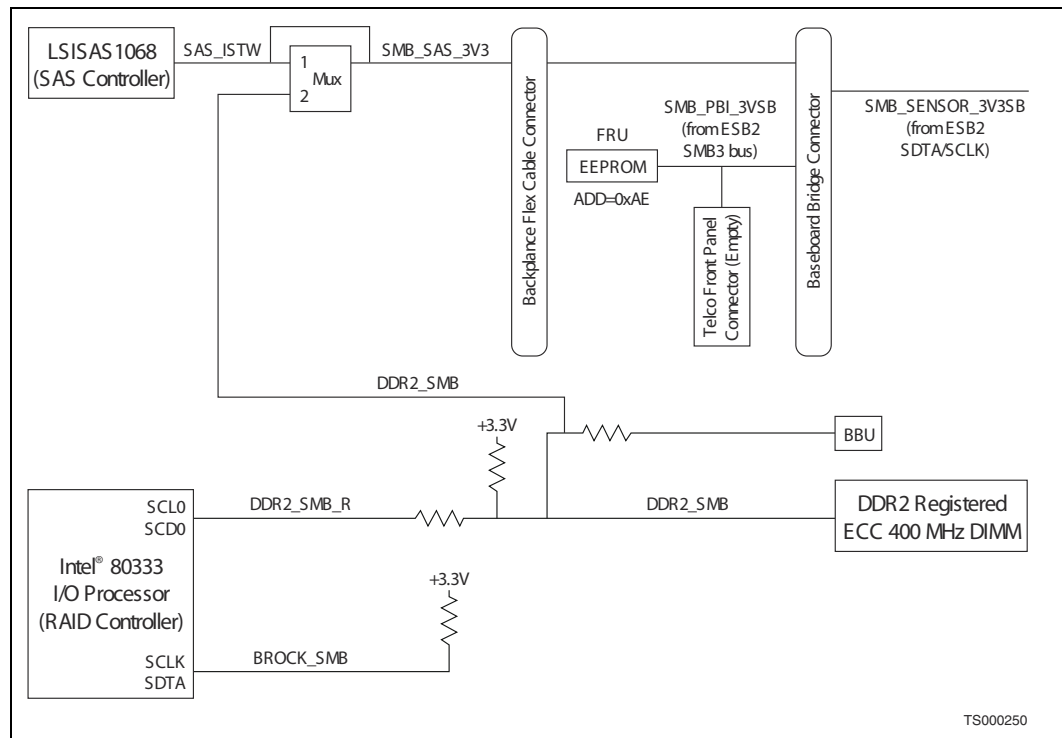 LSISAS1068
(SAS Controller)
SAS_ISTW
1
Mux
2
SMB_SAS_3V3
Backplance Flex Cable Connector
FRU
EEPROM
ADD=0xAE
SMB_PBI_3VSB
(from ESB2
SMB3 bus)
Telco Front Panel
Connector (Empty)
Baseboard Bridge Connector
SMB_SENSOR_3V3SB
(from ESB2
SDTA/SCLK)
DDR2_SMB
+3.3V
BBU
SCL0
SCD0
DDR2_SMB_R
DDR2_SMB
DDR2 Registered
ECC 400 MHz DIMM
Intel® 80333
I/O Processor
(RAID Controller)
+3.3V
SCLK
SDTA
BROCK_SMB
TS000250